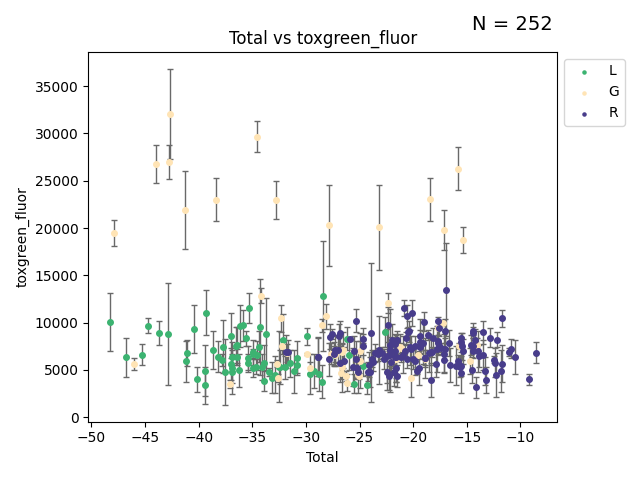 N = 252
Total vs toxgreen_fluor
L
G
R
toxgreen_fluor
35000
30000
25000
20000
15000
10000
5000
0
−50 −45 −40 −35 −30 −25 −20 −15 −10
Total